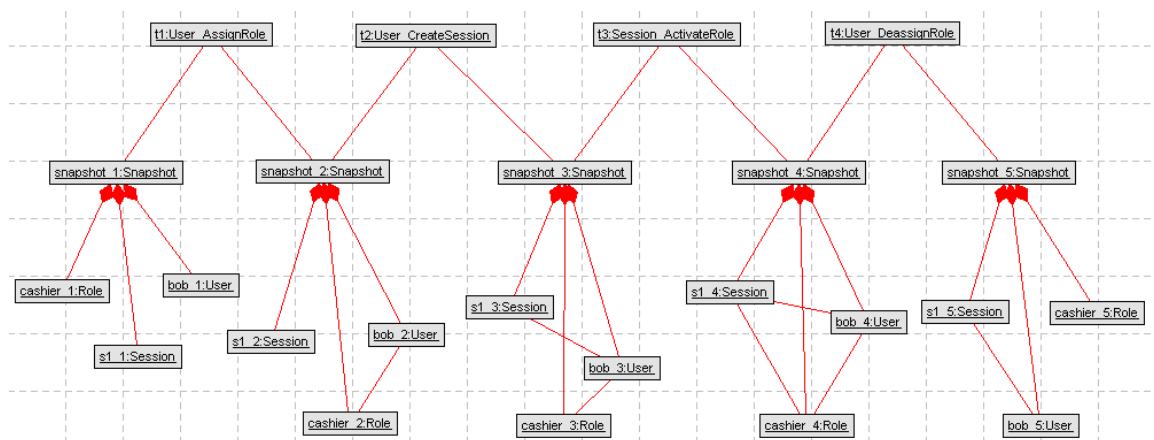 t1:User_AssignRole
t2:User_CreateSession
t3:Session_ActivateRole
t4:User_DeassignRole
snapshot_1:Snapshot
snapshot_2:Snapshot
snapshot_3:Snapshot
snapshot_4:Snapshot
snapshot_5:Snapshot
cashier_1:Role
bob_1:User
s1_1:Session
s1_2:Session
bob_2:User
cashier_2:Role
s1_3:Session
bob_3:User
cashier_3:Role
s1_4:Session
bob_4:User
cashier_4:Role
s1_5:Session
cashier_5:Role
bob_5:User